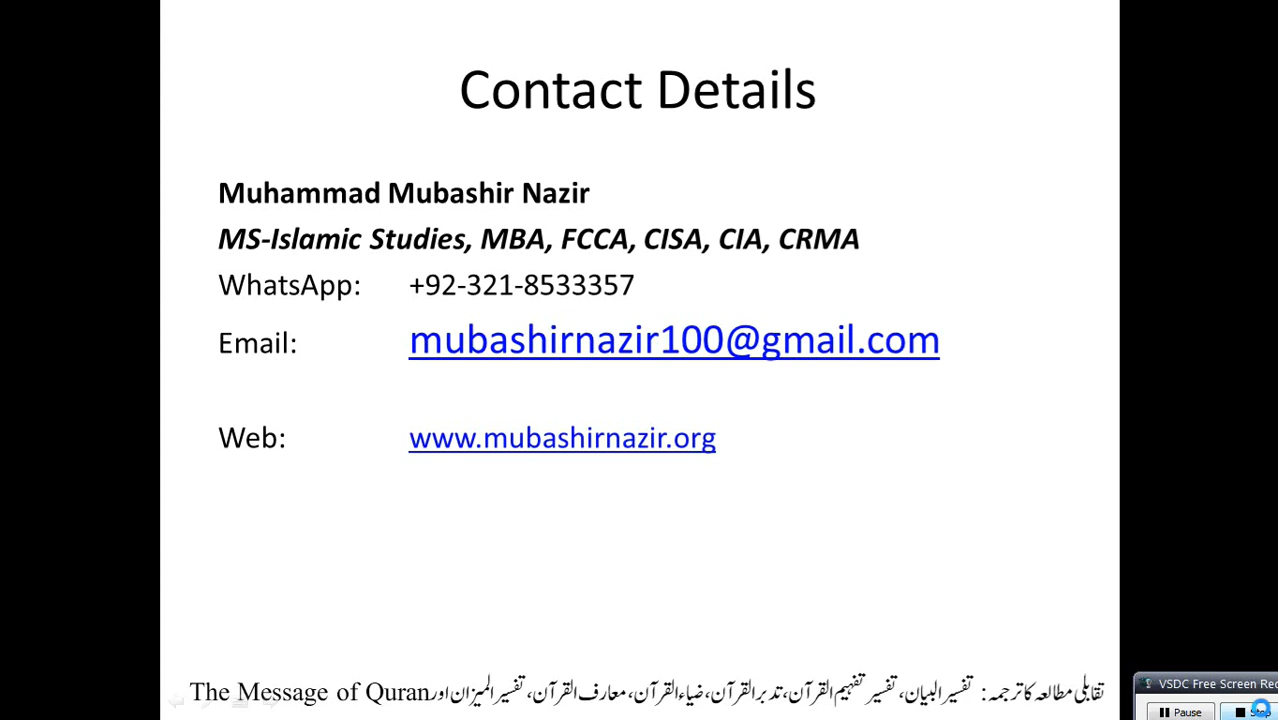 Contact Details
Muhammad Mubashir Nazir
MS-Islamic Studies, MBA, FCCA, CISA, CIA, CRMA
WhatsApp: +92-321-8533357
Email: mubashirnazir100@gmail.com
Web: www.mubashirnazir.org
تقابلی مطالعہ کا ترجمہ: تفسیر البیان، تفسیر تفہیم القرآن، تدبر القرآن، ضیاء القرآن، معارف القرآن، تفسیر المیزان اور The Message of Quran
VSDC Free Screen Rec
Pause
Stop